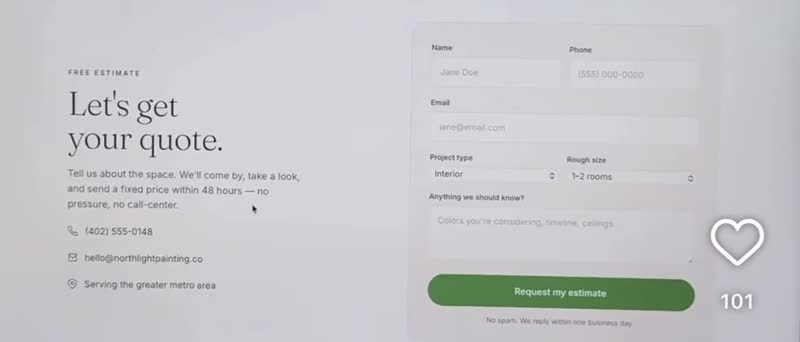 FREE ESTIMATE
Let's get
your quote.
Tell us about the space. We'll come by, take a look,
and send a fixed price within 48 hours — no
pressure, no call-center.
(402) 555-0148
hello@northlightpainting.co
Serving the greater metro area
Name
Phone
Jane Doe
(555) 000-0000
Email
jane@email.com
Project type
Rough size
Interior
1–2 rooms
Anything we should know?
Colors you're considering, timeline, ceilings
Request my estimate
No spam. We reply within one business day.
101